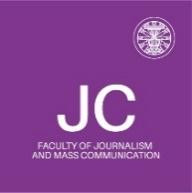 JC
FACULTY OF JOURNALISM
AND MASS COMMUNICATION